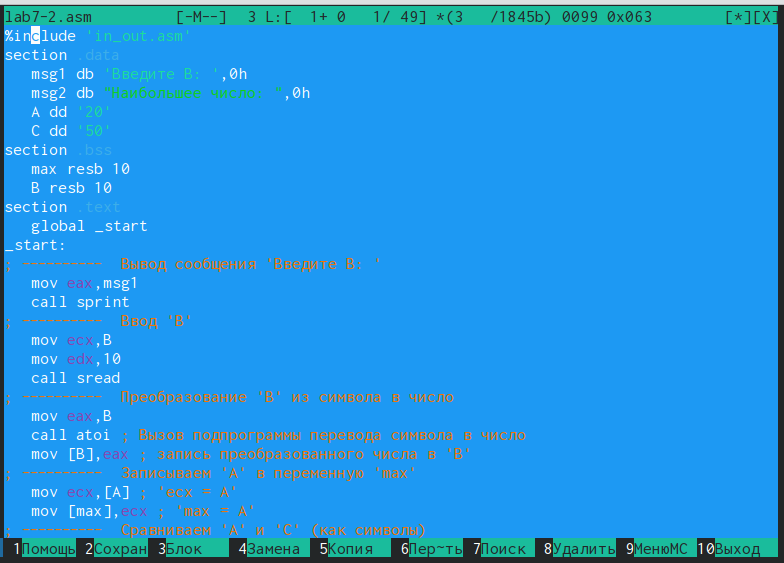 lab7-2.asm [-M--] 3 L:[ 1+ 0 1/ 49] *(3 /1845b) 0099 0x063 [*][X]
%include 'in_out.asm'
section .data
msg1 db 'Введите B: ',0h
msg2 db "Наибольшее число: ",0h
A dd '20'
C dd '50'
section .bss
max resb 10
B resb 10
section .text
global _start
_start:
; ---------- Вывод сообщения 'Введите B: '
mov eax,msg1
call sprint
; ---------- Ввод 'B'
mov ecx,B
mov edx,10
call sread
; ---------- Преобразование 'B' из символа в число
mov eax,B
call atoi ; Вызов подпрограммы перевода символа в число
mov [B],eax ; запись преобразованного числа в 'B'
; ---------- Записываем 'A' в переменную 'max'
mov ecx,[A] ; 'ecx = A'
mov [max],ecx ; 'max = A'
; ---------- Сравниваем 'A' и 'С' (как символы)
1Помощь 2Сохран 3Блок 4Замена 5Копия 6Пер~ть 7Поиск 8Удалить 9МенюMC 10Выход